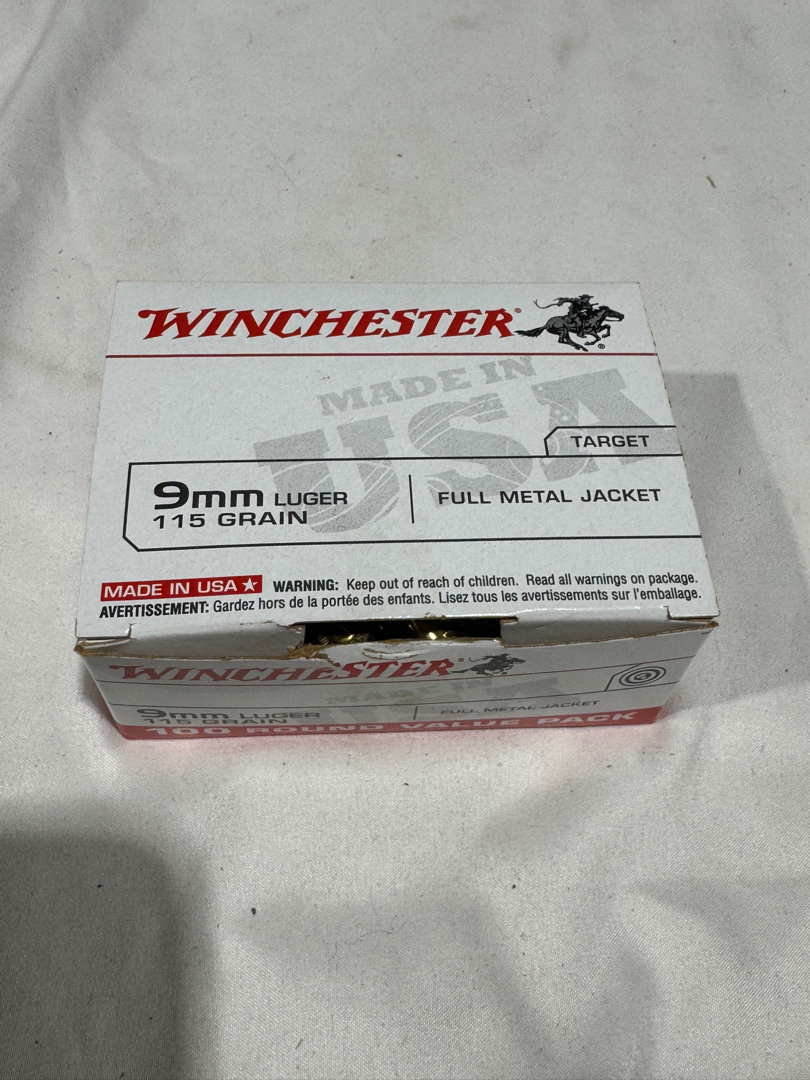 WINCHESTER®
MADE IN
USA
TARGET
9mm LUGER
115 GRAIN
FULL METAL JACKET
MADE IN USA★ WARNING: Keep out of reach of children. Read all warnings on package.
AVERTISSEMENT: Gardez hors de la portée des enfants. Lisez tous les avertissements sur l'emballage.
WINCHESTER
MADE IN
9mm LUGER
115 GRAIN
FULL METAL JACKET
100 ROUND VALUE PACK